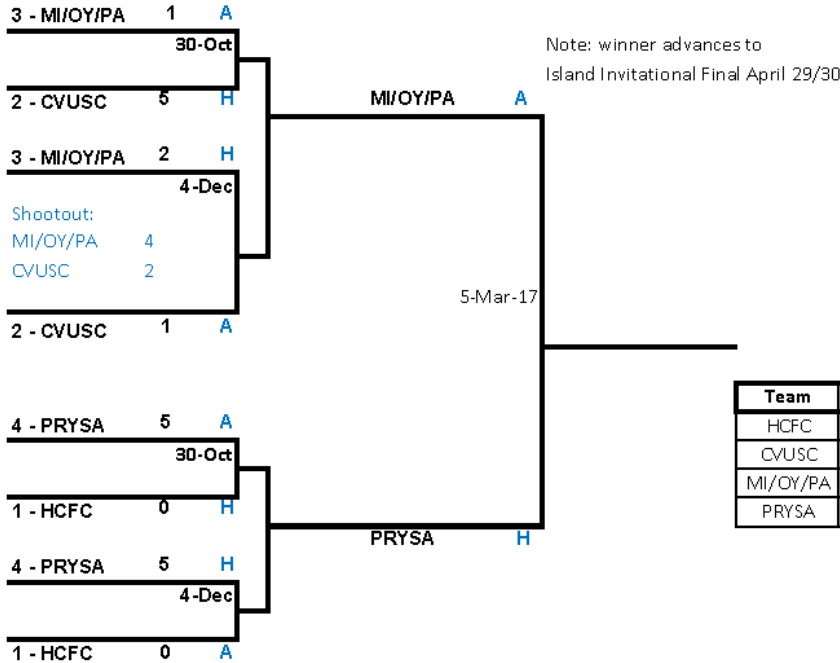 3 - MI/OY/PA 1 A
30-Oct
2 - CVUSC 5 H
3 - MI/OY/PA 2 H
4-Dec
Shootout:
MI/OY/PA 4
CVUSC 2
2 - CVUSC 1 A
4 - PRYSA 5 A
30-Oct
1 - HCFC 0 H
4 - PRYSA 5 H
4-Dec
1 - HCFC 0 A
MI/OY/PA A
5-Mar-17
PRYSA H
Note: winner advances to
Island Invitational Final April 29/30
Team
HCFC
CVUSC
MI/OY/PA
PRYSA